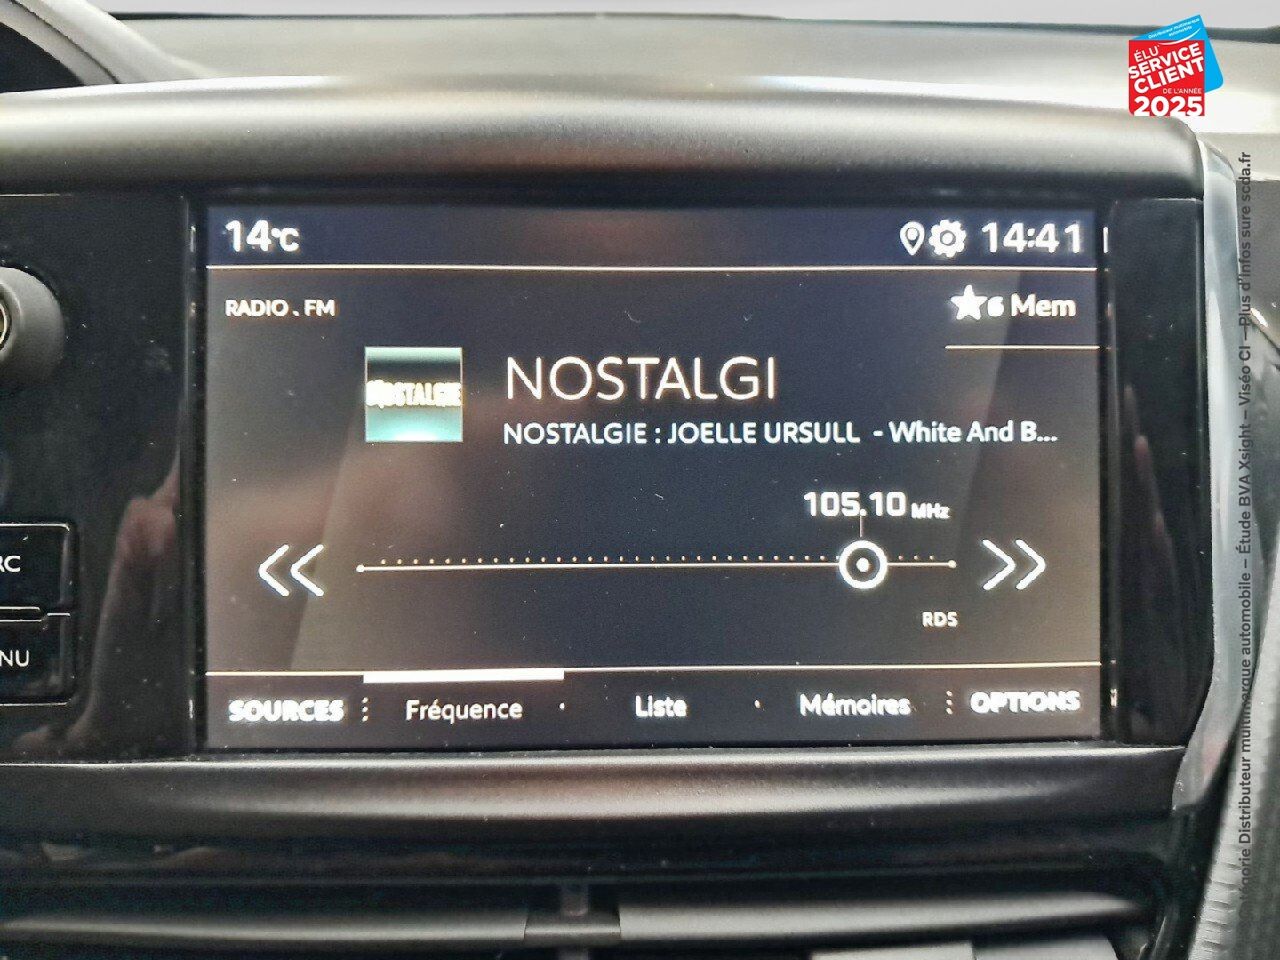 ÉLU
SERVICE
CLIENT
DE L'ANNÉE
2025
14°C
14:41
RADIO . FM
6 Mem
NOSTALGIE
NOSTALGI
NOSTALGIE : JOELLE URSULL - White And B...
105.10 MHz
RDS
RC
NU
SOURCES
Fréquence
Liste
Mémoires
OPTIONS
Distributeur multimarque automobile – Étude BVA Xsight – Viséo CI – Plus d'infos sure scda.fr